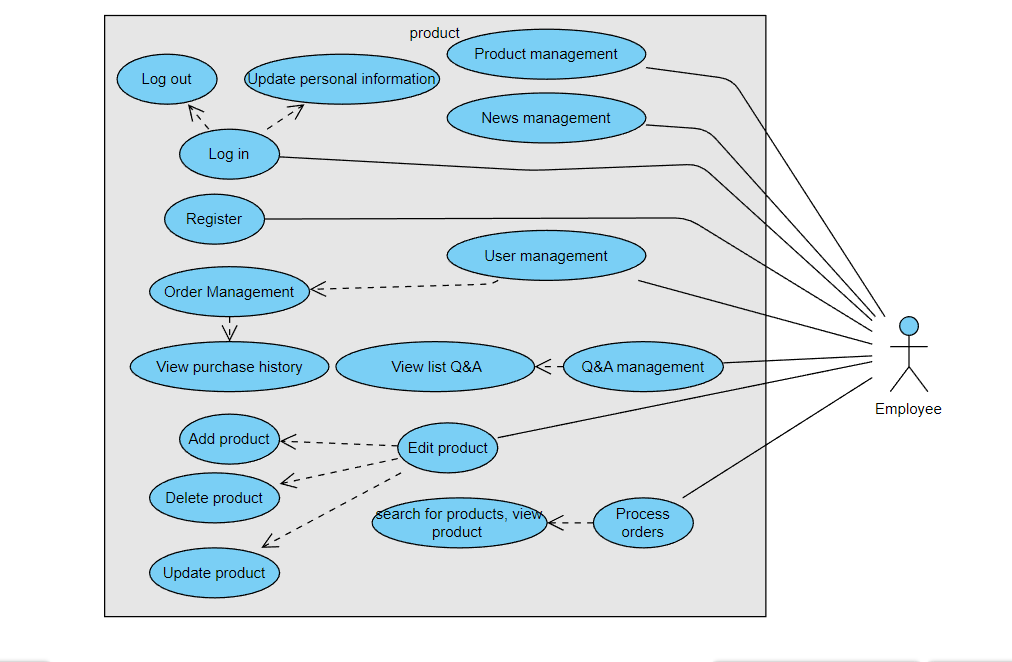 product
Product management
Log out
Update personal information
News management
Log in
Register
User management
Order Management
View purchase history
View list Q&A
Q&A management
Employee
Add product
Edit product
Delete product
search for products, view
product
Process
orders
Update product